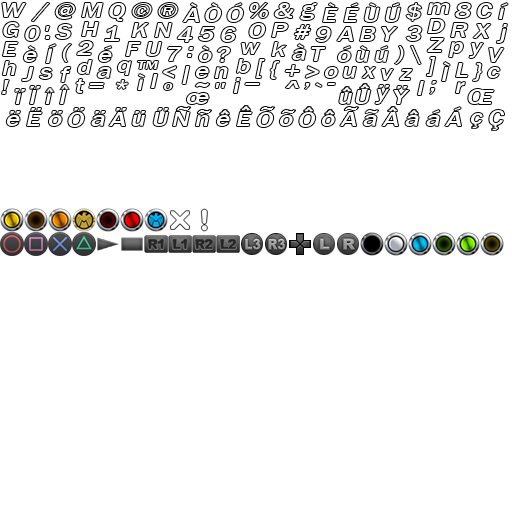 W / @ M Q © ® À Ò Ó % & g È É Ù Ú $ m 8 C í
G 0 : S H 1 K N 4 5 6 O P # 9 A B Y 3 D R X j
E è Í ( 2 é F U 7 : ò ? w k à T ó ù ú ) \ Z p y v
h J s f d a q ™ < | e n b [ { + > o u x v z ] ì L } c
! t = * i l ° ~ " ¡ – ^ ’ ` - | ; r
ï Ï î Î æ û Û ÿ Ÿ Œ
ë Ë ö Ö ä Ä ü Ü Ñ ñ ê Ê Õ õ Ô ô Ã ã Â â á Á ç Ç
!
R1 L1 R2 L2 L3 R3 L R